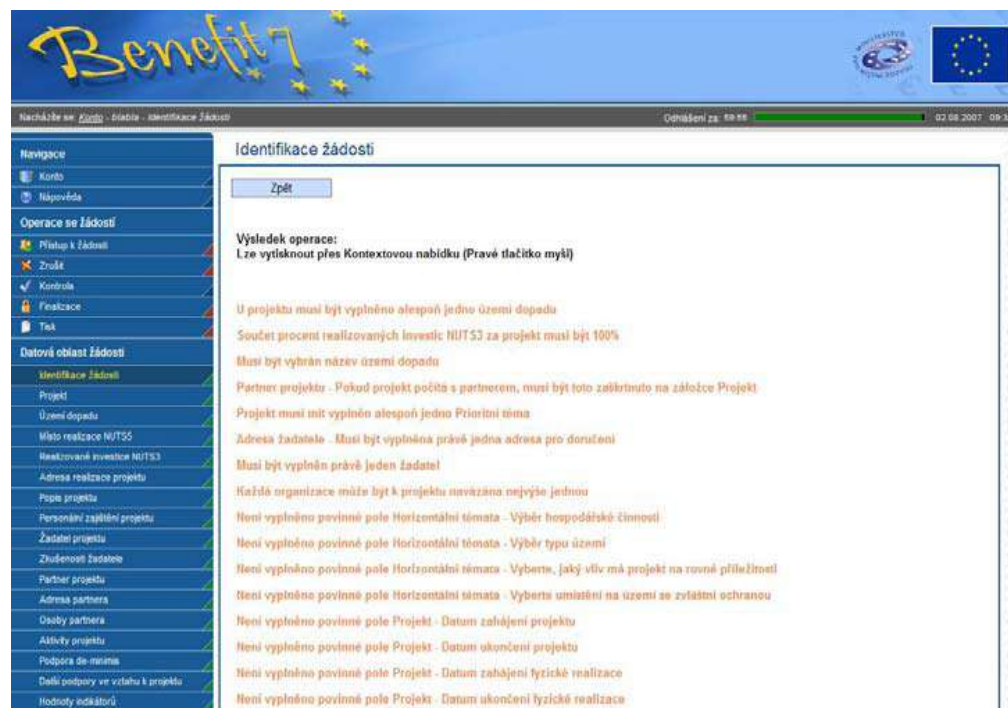 Benefit7
Nacházíte se: Konto - blabla - Identifikace žádosti
Odhlášení za: 59:55
02.08.2007 09:3
Navigace
Konto
Nápověda
Operace se žádostí
Přístup k žádosti
Zrušit
Kontrola
Finalizace
Tisk
Datová oblast žádosti
Identifikace žádosti
Projekt
Území dopadu
Místo realizace NUTS5
Realizované investice NUTS3
Adresa realizace projektu
Popis projektu
Personální zajištění projektu
Žadatel projektu
Zkušenosti žadatele
Partner projektu
Adresa partnera
Osoby partnera
Aktivity projektu
Podpora de-minimis
Další podpory ve vztahu k projektu
Hodnoty indikátorů
Identifikace žádosti
Zpět
Výsledek operace:
Lze vytisknout přes Kontextovou nabídku (Pravé tlačítko myši)
U projektu musí být vyplněno alespoň jedno území dopadu
Součet procent realizovaných investic NUTS3 za projekt musí být 100%
Musí být vybrán název území dopadu
Partner projektu - Pokud projekt počítá s partnerem, musí být toto zaškrtnuto na záložce Projekt
Projekt musí mít vyplněn alespoň jedno Prioritní téma
Adresa žadatele - Musí být vyplněna právě jedna adresa pro doručení
Musí být vyplněn právě jeden žadatel
Každá organizace může být k projektu navázána nejvýše jednou
Není vyplněno povinné pole Horizontální témata - Výběr hospodářské činnosti
Není vyplněno povinné pole Horizontální témata - Výběr typu území
Není vyplněno povinné pole Horizontální témata - Vyberte, jaký vliv má projekt na rovné příležitosti
Není vyplněno povinné pole Horizontální témata - Vyberte umístění na území se zvláštní ochranou
Není vyplněno povinné pole Projekt - Datum zahájení projektu
Není vyplněno povinné pole Projekt - Datum ukončení projektu
Není vyplněno povinné pole Projekt - Datum zahájení fyzické realizace
Není vyplněno povinné pole Projekt - Datum ukončení fyzické realizace